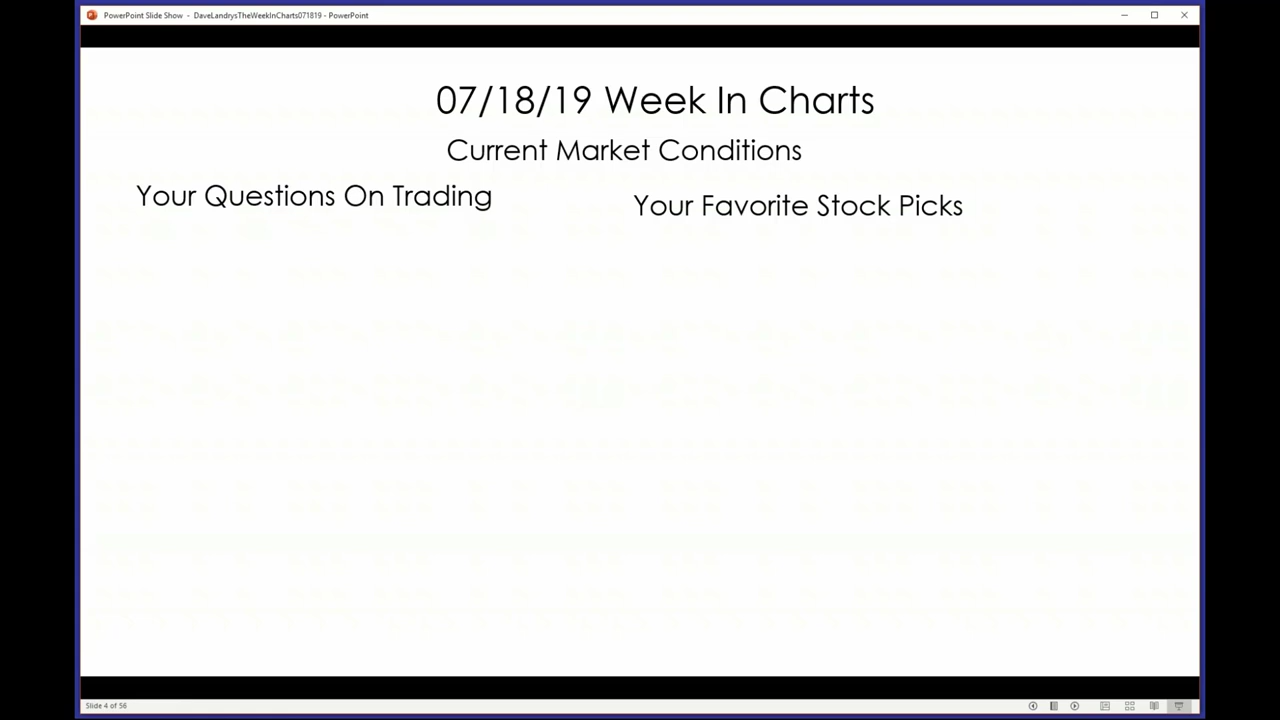 PowerPoint Slide Show - DaveLandrysTheWeekInCharts071819 - PowerPoint
07/18/19 Week In Charts
Current Market Conditions
Your Questions On Trading
Your Favorite Stock Picks
Slide 4 of 56